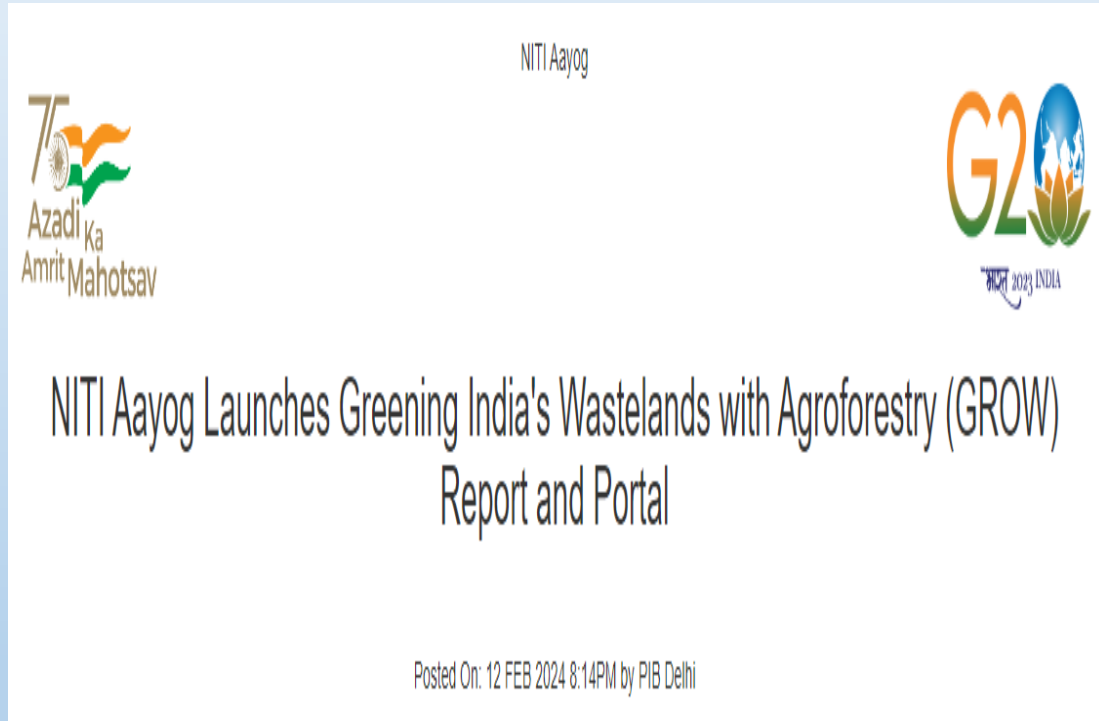 NITI Aayog
75
Azadi Ka
Amrit Mahotsav
G20
भारत 2023 INDIA
NITI Aayog Launches Greening India's Wastelands with Agroforestry (GROW)
Report and Portal
Posted On: 12 FEB 2024 8:14PM by PIB Delhi